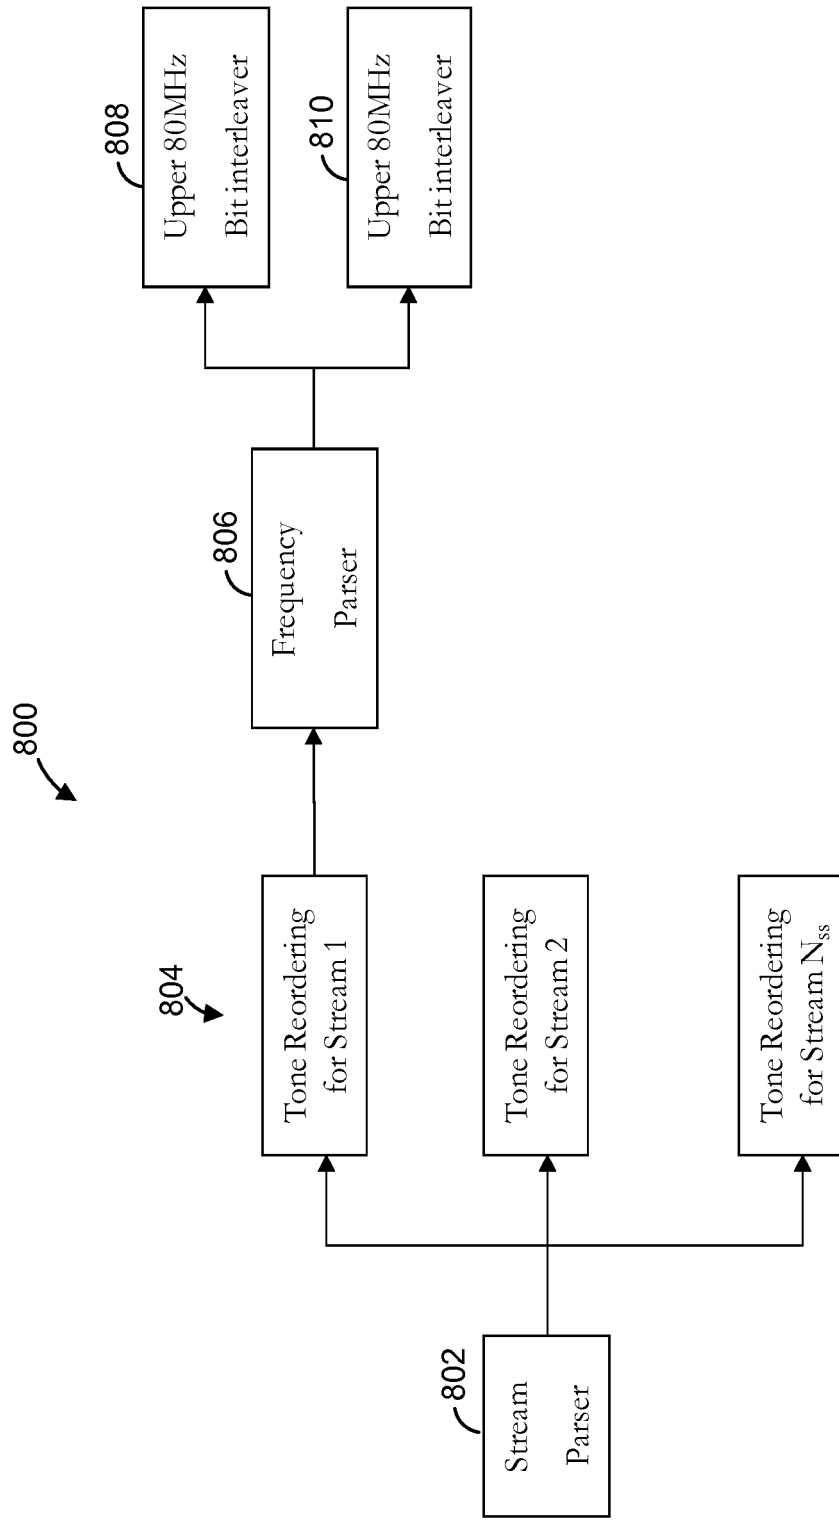 800
802
Stream
Parser
804
Tone Reordering
for Stream 1
Tone Reordering
for Stream 2
Tone Reordering
for Stream Nss
806
Frequency
Parser
808
Upper 80MHz
Bit interleaver
810
Upper 80MHz
Bit interleaver